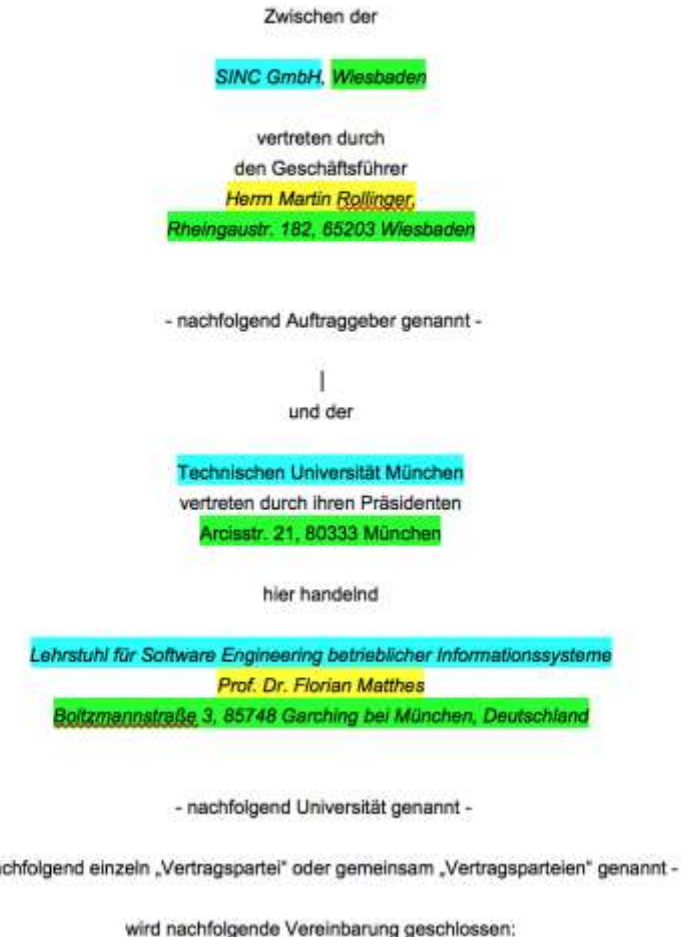 Zwischen der
SINC GmbH, Wiesbaden
vertreten durch
den Geschäftsführer
Herrn Martin Rollinger,
Rheingaustr. 182, 65203 Wiesbaden
- nachfolgend Auftraggeber genannt -
und der
Technischen Universität München
vertreten durch ihren Präsidenten
Arcisstr. 21, 80333 München
hier handelnd
Lehrstuhl für Software Engineering betrieblicher Informationssysteme
Prof. Dr. Florian Matthes
Boltzmannstraße 3, 85748 Garching bei München, Deutschland
- nachfolgend Universität genannt -
achfolgend einzeln „Vertragspartei" oder gemeinsam „Vertragsparteien" genannt -
wird nachfolgende Vereinbarung geschlossen: